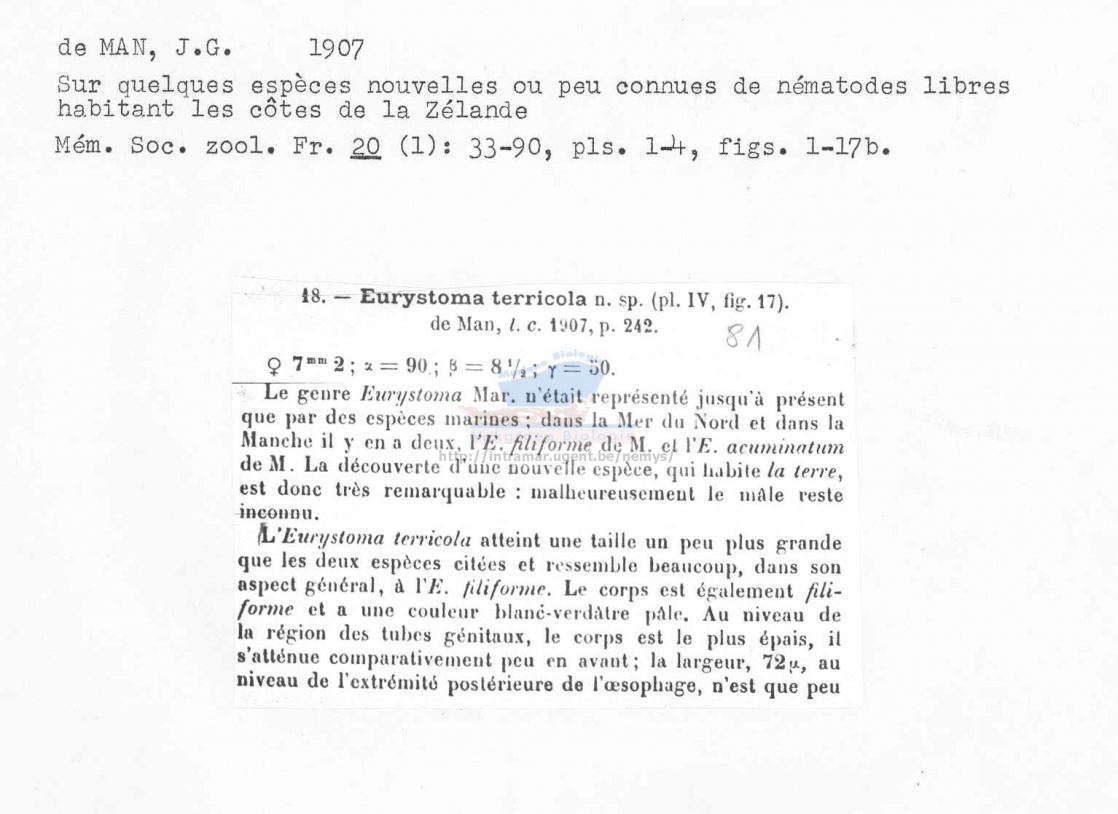 de MAN, J.G. 1907
Sur quelques espèces nouvelles ou peu connues de nématodes libres
habitant les côtes de la Zélande
Mém. Soc. zool. Fr. 20 (1): 33-90, pls. 1-4, figs. 1-17b.
18. — Eurystoma terricola n. sp. (pl. IV, fig. 17).
de Man, l. c. 1907, p. 242.
81
♀ 7mm 2 ; α = 90 ; β = 8 1/2 ; γ = 50.
Le genre Eurystoma Mar. n'était représenté jusqu'à présent
que par des espèces marines ; dans la Mer du Nord et dans la
Manche il y en a deux, l'E. filiforme de M. et l'E. acuminatum
http://intramar.ugent.be/nemys/
de M. La découverte d'une nouvelle espèce, qui habite la terre,
est donc très remarquable : malheureusement le mâle reste
inconnu.
L'Eurystoma terricola atteint une taille un peu plus grande
que les deux espèces citées et ressemble beaucoup, dans son
aspect général, à l'E. filiforme. Le corps est également fili-
forme et a une couleur blanc-verdâtre pâle. Au niveau de
la région des tubes génitaux, le corps est le plus épais, il
s'atténue comparativement peu en avant ; la largeur, 72 μ, au
niveau de l'extrémité postérieure de l'œsophage, n'est que peu